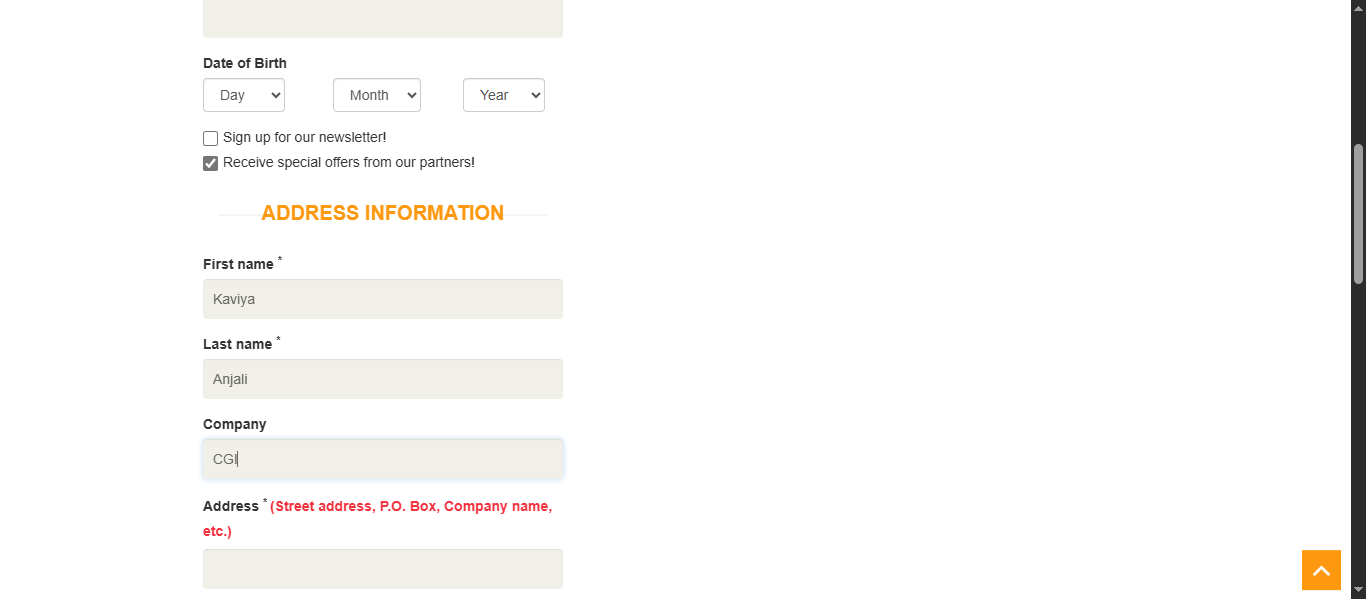 Date of Birth
Day Month Year
Sign up for our newsletter!
Receive special offers from our partners!
ADDRESS INFORMATION
First name *
Kaviya
Last name *
Anjali
Company
CGI
Address * (Street address, P.O. Box, Company name,
etc.)